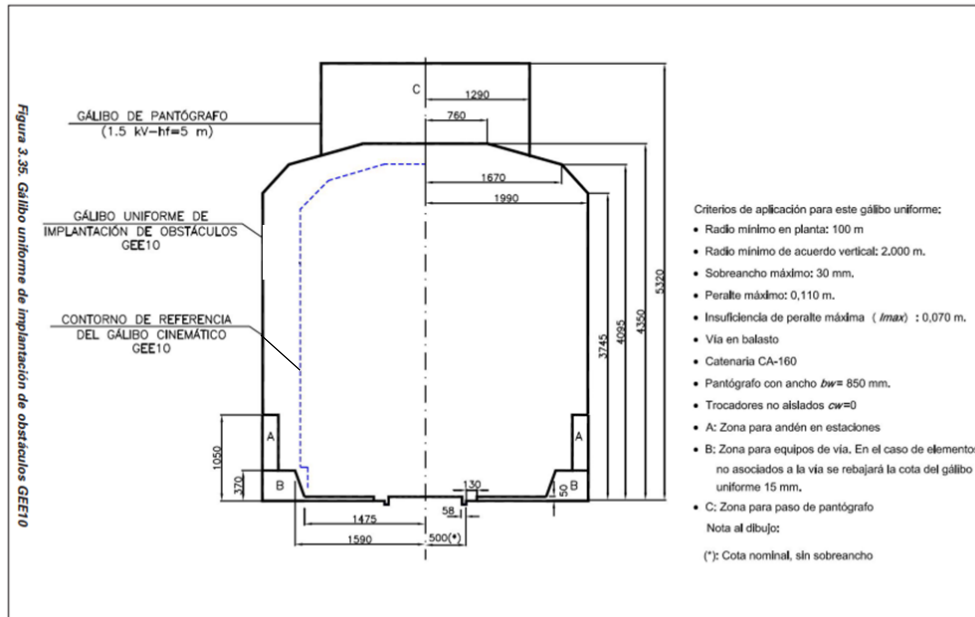 Figura 3.35. Gálibo uniforme de implantación de obstáculos GEE10
GÁLIBO DE PANTÓGRAFO
(1.5 kV-hf=5 m)
GÁLIBO UNIFORME DE
IMPLANTACIÓN DE OBSTÁCULOS
GEE10
CONTORNO DE REFERENCIA
DEL GÁLIBO CINEMÁTICO
GEE10
C
1290
760
1670
1990
3745
4095
4350
5320
1050
370
A
B
A
B
130
50
58
1475
1590
500(*)
Criterios de aplicación para este gálibo uniforme:
• Radio mínimo en planta: 100 m
• Radio mínimo de acuerdo vertical: 2.000 m.
• Sobreancho máximo: 30 mm.
• Peralte máximo: 0,110 m.
• Insuficiencia de peralte máxima ( Imax) : 0,070 m.
• Vía en balasto
• Catenaria CA-160
• Pantógrafo con ancho bw= 850 mm.
• Trocadores no aislados cw=0
• A: Zona para andén en estaciones
• B: Zona para equipos de vía. En el caso de elementos
no asociados a la vía se rebajará la cota del gálibo
uniforme 15 mm.
• C: Zona para paso de pantógrafo
Nota al dibujo:
(*): Cota nominal, sin sobreancho